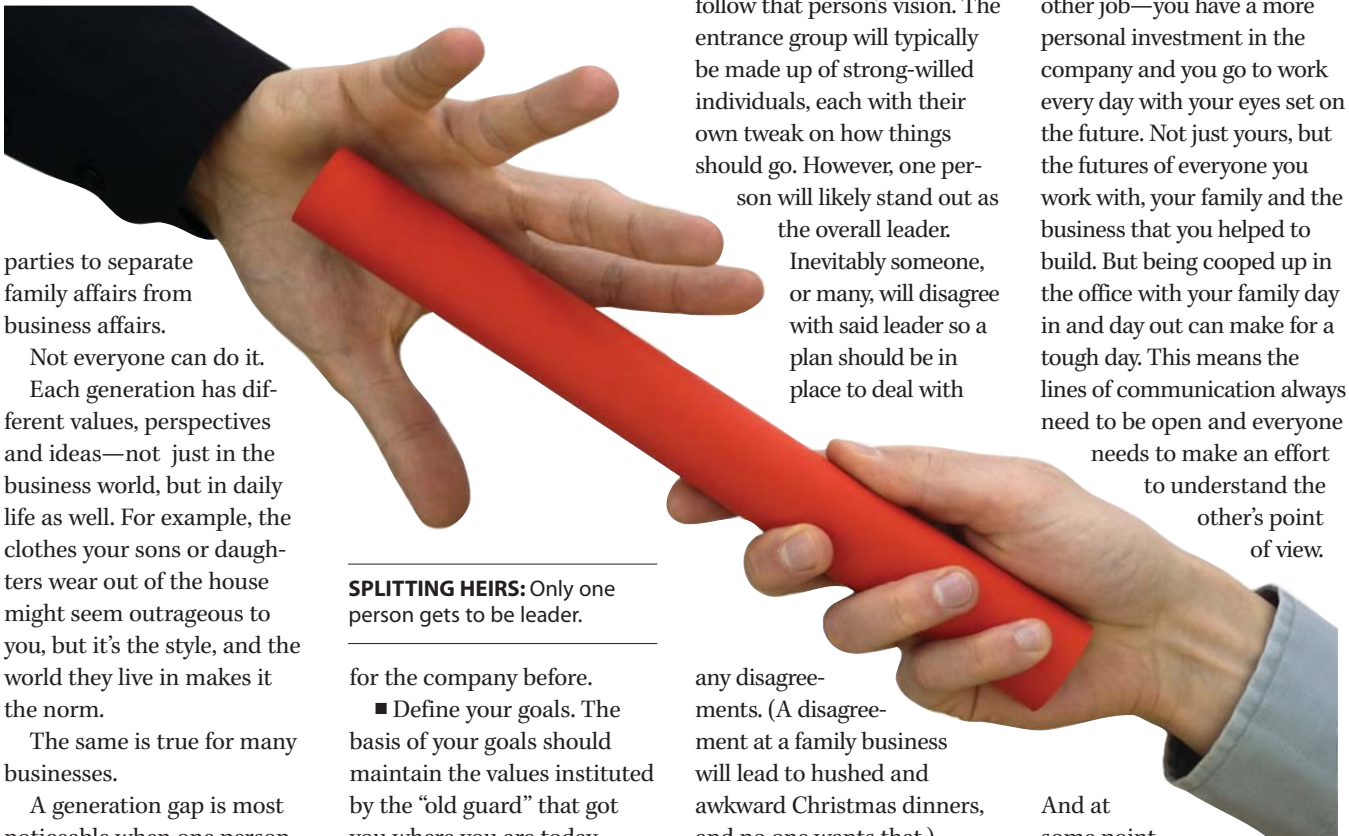 parties to separate
family affairs from
business affairs.
Not everyone can do it.
Each generation has dif-
ferent values, perspectives
and ideas—not just in the
business world, but in daily
life as well. For example, the
clothes your sons or daugh-
ters wear out of the house
might seem outrageous to
you, but it's the style, and the
world they live in makes it
the norm.
The same is true for many
businesses.
A generation gap is most
noticeable when one person
SPLITTING HEIRS: Only one
person gets to be leader.
for the company before.
■ Define your goals. The
basis of your goals should
maintain the values instituted
by the “old guard” that got
you where you are today
follow that person's vision. The
entrance group will typically
be made up of strong-willed
individuals, each with their
own tweak on how things
should go. However, one per-
son will likely stand out as
the overall leader.
Inevitably someone,
or many, will disagree
with said leader so a
plan should be in
place to deal with
any disagree-
ments. (A disagree-
ment at a family business
will lead to hushed and
awkward Christmas dinners,
and no one wants that.)
other job—you have a more
personal investment in the
company and you go to work
every day with your eyes set on
the future. Not just yours, but
the futures of everyone you
work with, your family and the
business that you helped to
build. But being cooped up in
the office with your family day
in and day out can make for a
tough day. This means the
lines of communication always
need to be open and everyone
needs to make an effort
to understand the
other's point
of view.
And at
some point